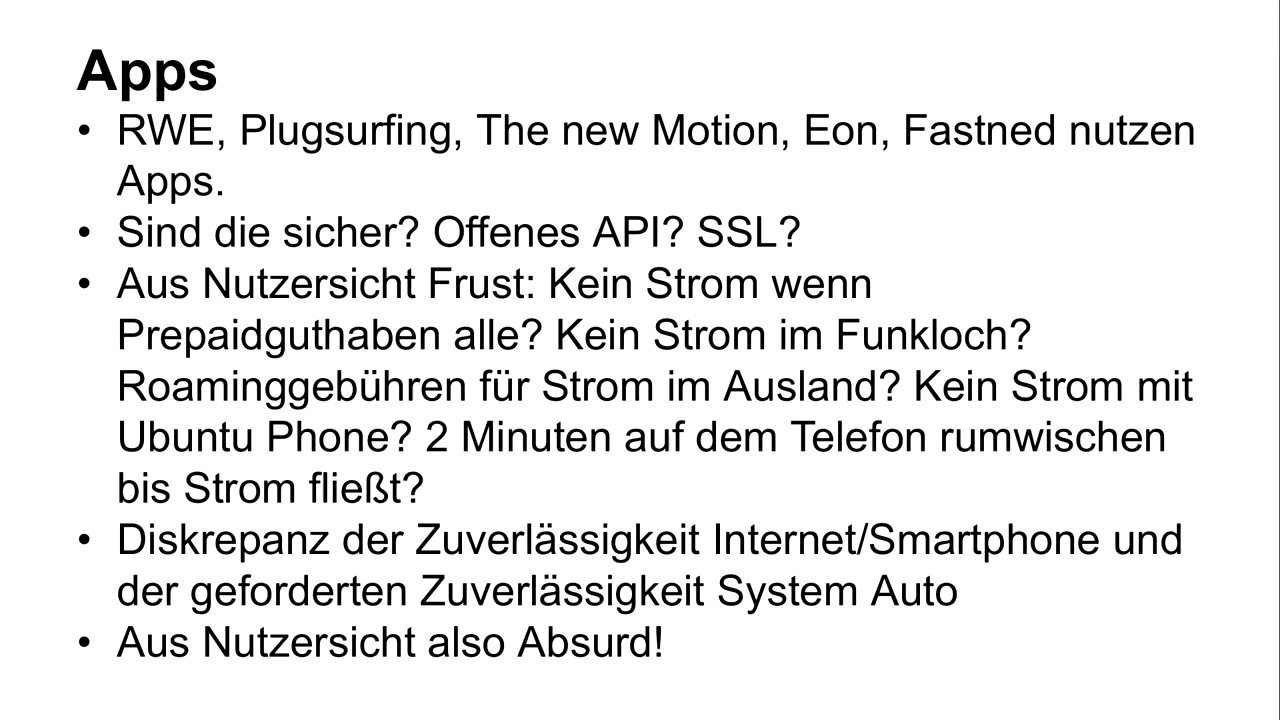 Apps
• RWE, Plugsurfing, The new Motion, Eon, Fastned nutzen
Apps.
• Sind die sicher? Offenes API? SSL?
• Aus Nutzersicht Frust: Kein Strom wenn
Prepaidguthaben alle? Kein Strom im Funkloch?
Roaminggebühren für Strom im Ausland? Kein Strom mit
Ubuntu Phone? 2 Minuten auf dem Telefon rumwischen
bis Strom fließt?
• Diskrepanz der Zuverlässigkeit Internet/Smartphone und
der geforderten Zuverlässigkeit System Auto
• Aus Nutzersicht also Absurd!